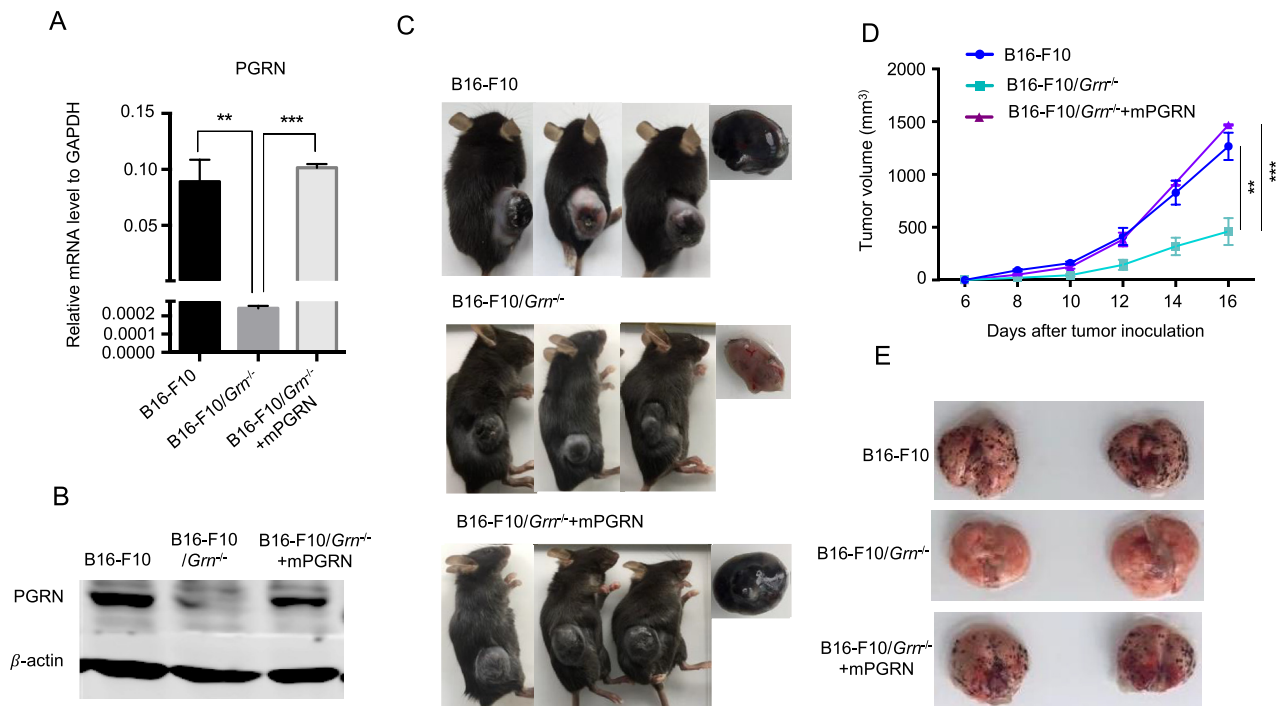 A
PGRN
Relative mRNA level to GAPDH
0.15
0.10
0.05
0.0002
0.0001
0.0000
**
***
B16-F10
B16-F10/Grn-/-
B16-F10/Grn-/-
+mPGRN
B
B16-F10
B16-F10
/Grn-/-
B16-F10/Grn-/-
+mPGRN
PGRN
β-actin
C
B16-F10
B16-F10/Grn-/-
B16-F10/Grn-/-+mPGRN
D
B16-F10
B16-F10/Grn-/-
B16-F10/Grn-/-+mPGRN
Tumor volume (mm3)
2000
1500
1000
500
0
6 8 10 12 14 16
Days after tumor inoculation
**
***
E
B16-F10
B16-F10/Grn-/-
B16-F10/Grn-/-
+mPGRN